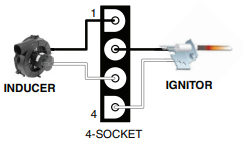 1
INDUCER
IGNITOR
4
4-SOCKET